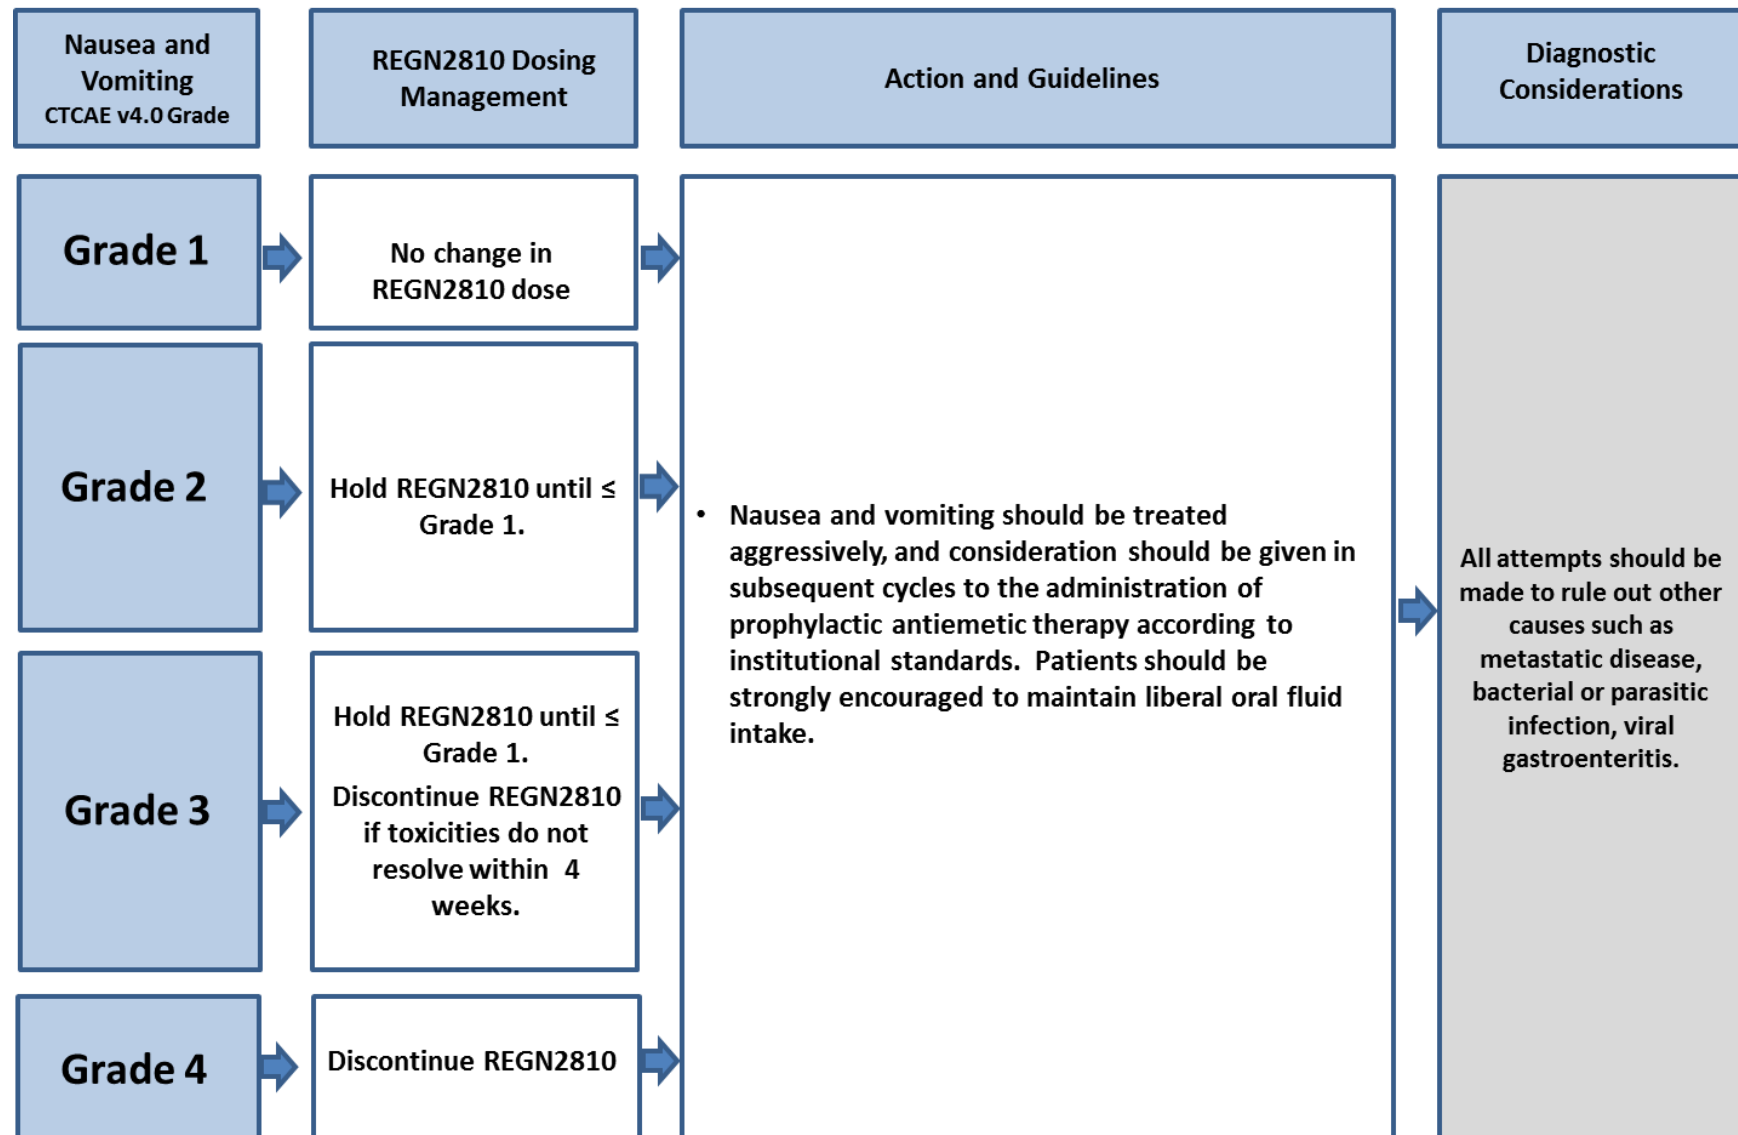 Nausea and
Vomiting
CTCAE v4.0 Grade
REGN2810 Dosing
Management
Action and Guidelines
Diagnostic
Considerations
Grade 1
No change in
REGN2810 dose
Grade 2
Hold REGN2810 until ≤
Grade 1.
Grade 3
Hold REGN2810 until ≤
Grade 1.
Discontinue REGN2810
if toxicities do not
resolve within 4
weeks.
Grade 4
Discontinue REGN2810
• Nausea and vomiting should be treated
aggressively, and consideration should be given in
subsequent cycles to the administration of
prophylactic antiemetic therapy according to
institutional standards. Patients should be
strongly encouraged to maintain liberal oral fluid
intake.
All attempts should be
made to rule out other
causes such as
metastatic disease,
bacterial or parasitic
infection, viral
gastroenteritis.